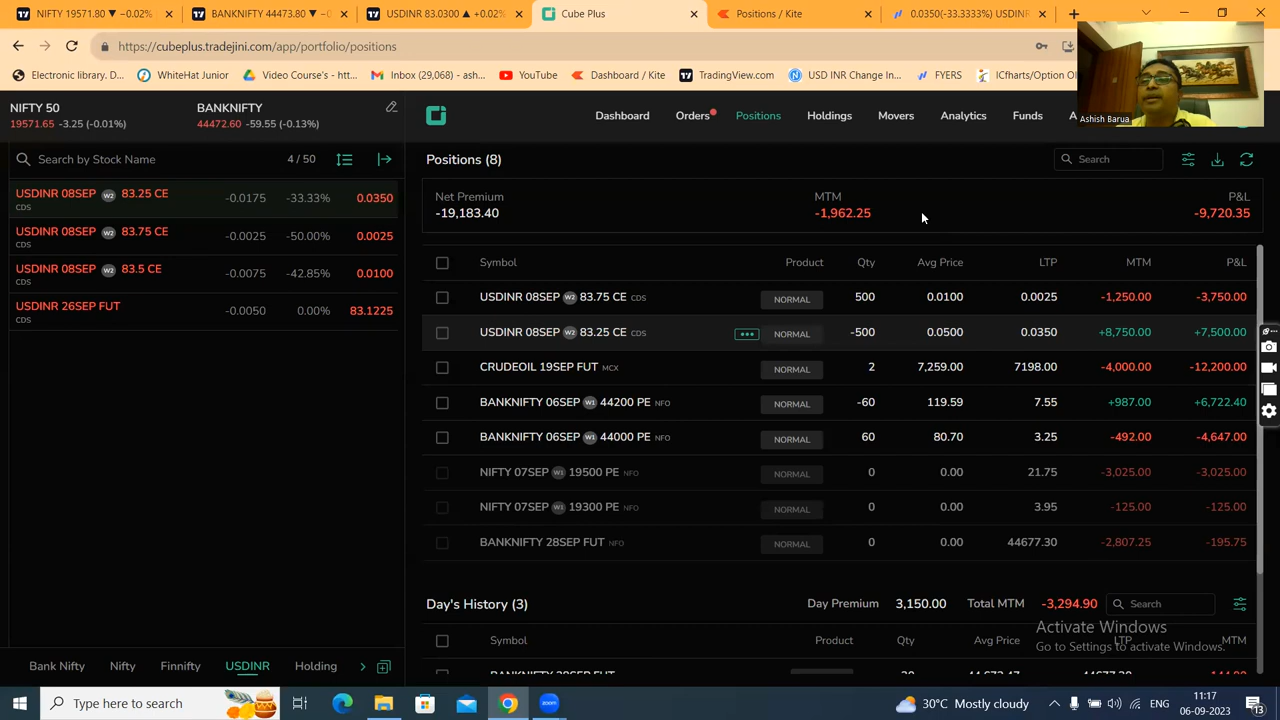 NIFTY 19571.80 ▼ −0.02%
BANKNIFTY 44473.80 ▼ −0.
USDINR 83.0300 ▲ +0.02%
Cube Plus
Positions / Kite
0.0350(-33.3333%) USDINR
https://cubeplus.tradejini.com/app/portfolio/positions
Electronic library. D...
WhiteHat Junior
Video Course's - htt...
Inbox (29,068) - ash...
YouTube
Dashboard / Kite
TradingView.com
USD INR Change In...
FYERS
ICfharts/Option Ol
Ashish Barua
NIFTY 50
19571.65 -3.25 (-0.01%)
BANKNIFTY
44472.60 -59.55 (-0.13%)
Dashboard
Orders
Positions
Holdings
Movers
Analytics
Funds
Search by Stock Name
4 / 50
USDINR 08SEP W2 83.25 CE -0.0175 -33.33% 0.0350
CDS
USDINR 08SEP W2 83.75 CE -0.0025 -50.00% 0.0025
CDS
USDINR 08SEP W2 83.5 CE -0.0075 -42.85% 0.0100
CDS
USDINR 26SEP FUT -0.0050 0.00% 83.1225
CDS
Positions (8)
Search
Net Premium MTM P&L
-19,183.40 -1,962.25 -9,720.35
Symbol Product Qty Avg Price LTP MTM P&L
USDINR 08SEP W2 83.75 CE CDS NORMAL 500 0.0100 0.0025 -1,250.00 -3,750.00
USDINR 08SEP W2 83.25 CE CDS NORMAL -500 0.0500 0.0350 +8,750.00 +7,500.00
CRUDEOIL 19SEP FUT MCX NORMAL 2 7,259.00 7198.00 -4,000.00 -12,200.00
BANKNIFTY 06SEP W1 44200 PE NFO NORMAL -60 119.59 7.55 +987.00 +6,722.40
BANKNIFTY 06SEP W1 44000 PE NFO NORMAL 60 80.70 3.25 -492.00 -4,647.00
NIFTY 07SEP W1 19500 PE NFO NORMAL 0 0.00 21.75 -3,025.00 -3,025.00
NIFTY 07SEP W1 19300 PE NFO NORMAL 0 0.00 3.95 -125.00 -125.00
BANKNIFTY 28SEP FUT NFO NORMAL 0 0.00 44677.30 -2,807.25 -195.75
Day's History (3) Day Premium 3,150.00 Total MTM -3,294.90 Search
Symbol Product Qty Avg Price LTP MTM
Activate Windows
Go to Settings to activate Windows.
Bank Nifty
Nifty
Finnifty
USDINR
Holding
Type here to search
zoom
30°C Mostly cloudy
ENG
11:17
06-09-2023
13